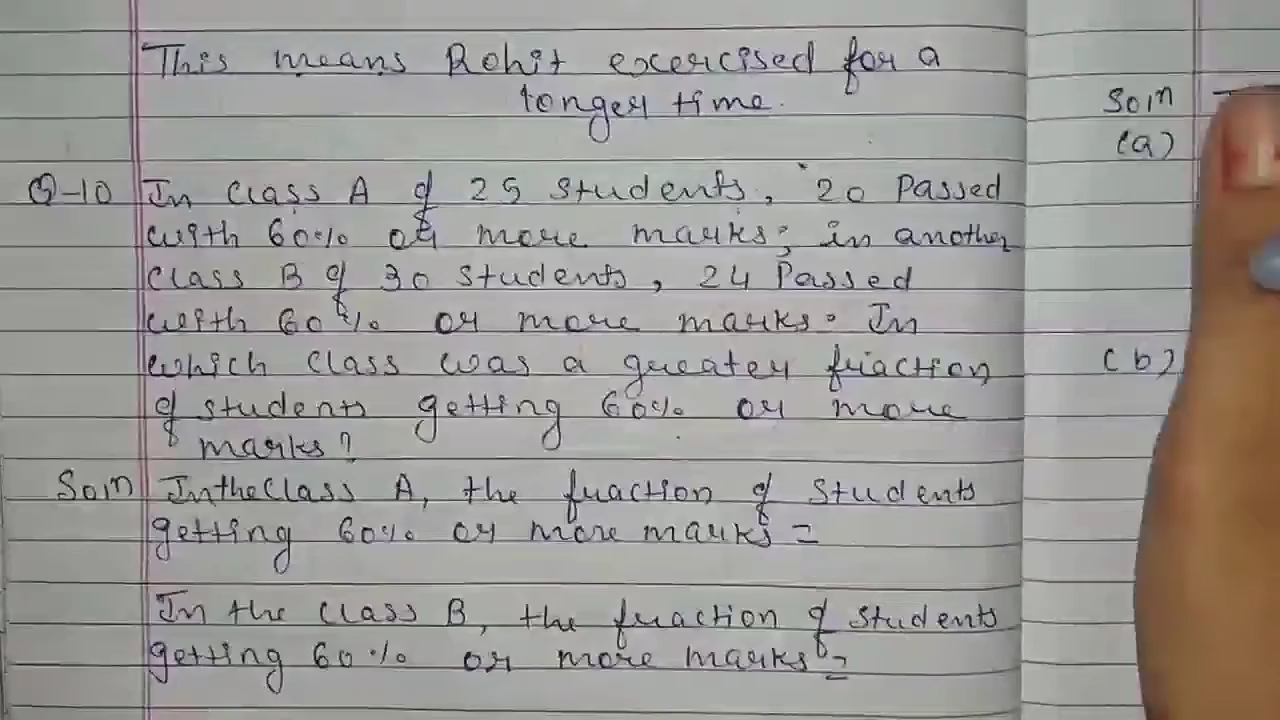 This means Rohit excercised for a
longer time.
Q-10 In Class A of 25 students, 20 Passed
with 60% or more marks; in another
class B of 30 students, 24 Passed
with 60% or more marks. In
which class was a greater fraction
of students getting 60% or more
marks?
Soln In the Class A, the fraction of students
getting 60% or more marks =
In the class B, the fraction of students
getting 60% or more marks =
Soln
(a)
(b)